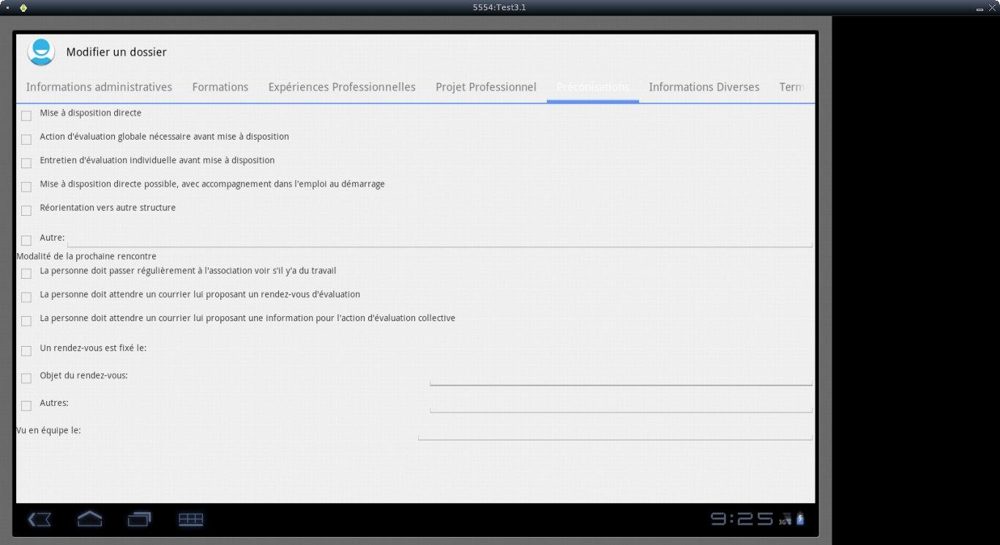 5554:Test3.1
Modifier un dossier
Informations administratives Formations Expériences Professionnelles Projet Professionnel Préconisations Informations Diverses Term
Mise à disposition directe
Action d'évaluation globale nécessaire avant mise à disposition
Entretien d'évaluation individuelle avant mise à disposition
Mise à disposition directe possible, avec accompagnement dans l'emploi au démarrage
Réorientation vers autre structure
Autre:
Modalité de la prochaine rencontre
La personne doit passer régulièrement à l'association voir s'il y'a du travail
La personne doit attendre un courrier lui proposant un rendez-vous d'évaluation
La personne doit attendre un courrier lui proposant une information pour l'action d'évaluation collective
Un rendez-vous est fixé le:
Objet du rendez-vous:
Autres:
Vu en équipe le:
9:25 3G